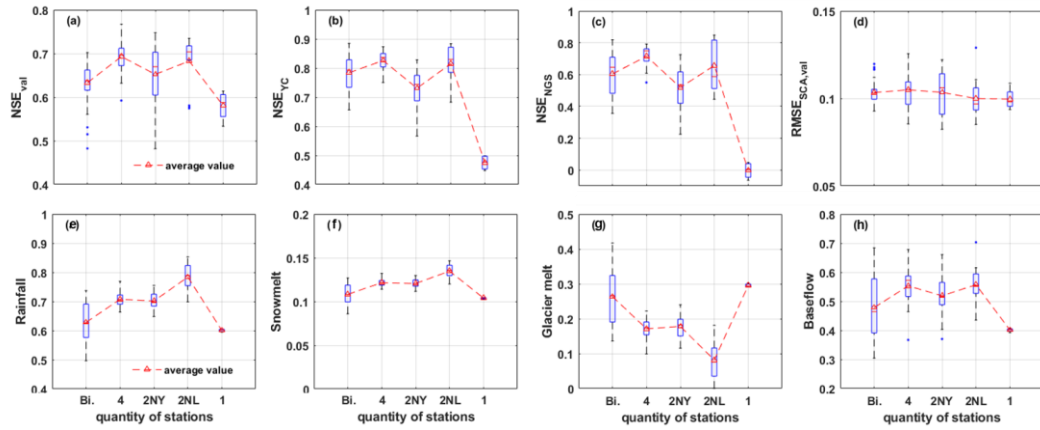 (a)
NSEval
0.8
0.7
0.6
0.5
0.4
average value
(b)
NSEYC
1
0.9
0.8
0.7
0.6
0.5
0.4
(c)
NSENGS
1
0.8
0.6
0.4
0.2
0
(d)
RMSESCA,val
0.15
0.1
0.05
(e)
Rainfall
1
0.9
0.8
0.7
0.6
0.5
0.4
average value
Bi. 4 2NY 2NL 1
quantity of stations
(f)
Snowmelt
0.2
0.15
0.1
0.05
0
Bi. 4 2NY 2NL 1
quantity of stations
(g)
Glacier melt
0.5
0.4
0.3
0.2
0.1
0
Bi. 4 2NY 2NL 1
quantity of stations
(h)
Baseflow
0.8
0.7
0.6
0.5
0.4
0.3
0.2
Bi. 4 2NY 2NL 1
quantity of stations